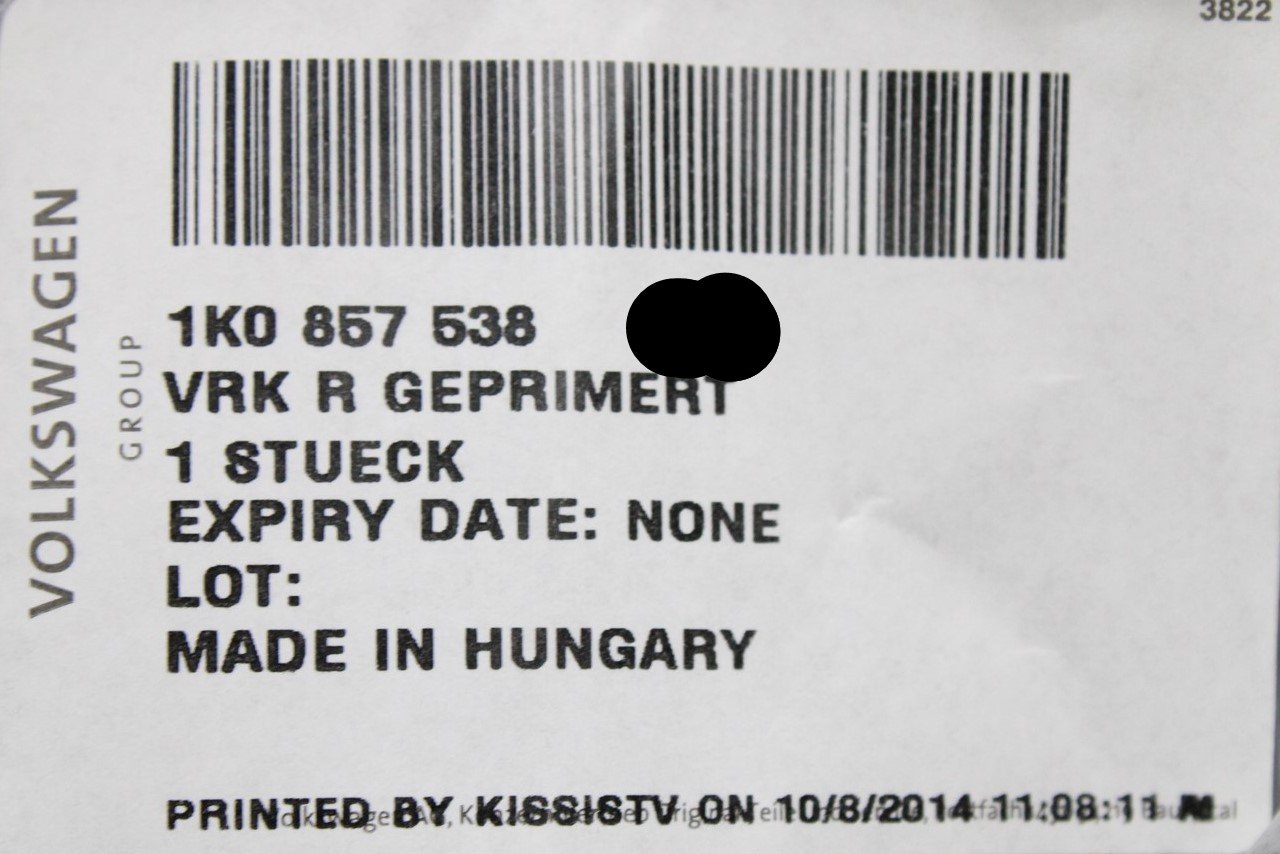 3822
VOLKSWAGEN
GROUP
1K0 857 538
VRK R GEPRIMERT
1 STUECK
EXPIRY DATE: NONE
LOT:
MADE IN HUNGARY
PRINTED BY KISSISTV ON 10/8/2014 11:08:11